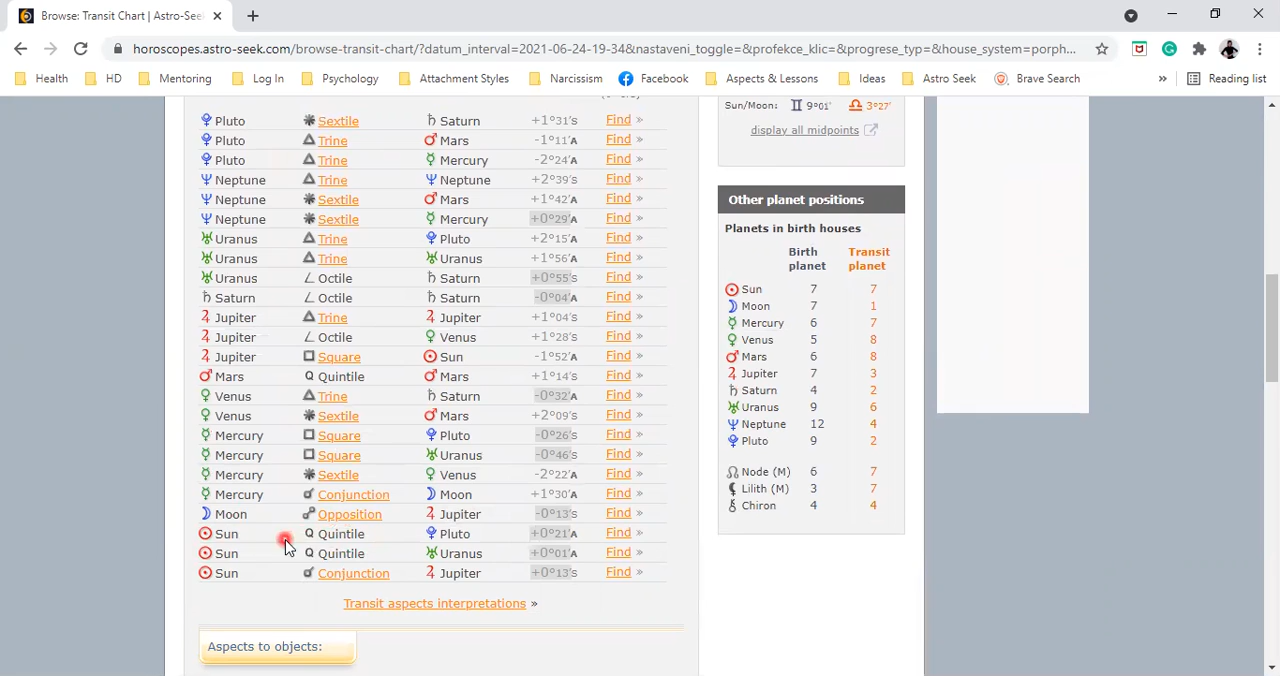 Browse: Transit Chart | Astro-See
horoscopes.astro-seek.com/browse-transit-chart/?datum_interval=2021-06-24-19-34&nastaveni_toggle=&profekce_klic=&progrese_typ=&house_system=porph...
Health HD Mentoring Log In Psychology Attachment Styles Narcissism Facebook Aspects & Lessons Ideas Astro Seek Brave Search » Reading list
Sun/Moon: ♊ 9°01' ♎ 3°27'
display all midpoints
Pluto Sextile Saturn +1°31's Find »
Pluto Trine Mars -1°11'A Find »
Pluto Trine Mercury -2°24'A Find »
Neptune Trine Neptune +2°39's Find »
Neptune Sextile Mars +1°42'A Find »
Neptune Sextile Mercury +0°29'A Find »
Uranus Trine Pluto +2°15'A Find »
Uranus Trine Uranus +1°56'A Find »
Uranus Octile Saturn +0°55's Find »
Saturn Octile Saturn -0°04'A Find »
Jupiter Trine Jupiter +1°04's Find »
Jupiter Octile Venus +1°28's Find »
Jupiter Square Sun -1°52'A Find »
Mars Q Quintile Mars +1°14's Find »
Venus Trine Saturn -0°32'A Find »
Venus Sextile Mars +2°09's Find »
Mercury Square Pluto -0°26's Find »
Mercury Square Uranus -0°46's Find »
Mercury Sextile Venus -2°22'A Find »
Mercury Conjunction Moon +1°30'A Find »
Moon Opposition Jupiter -0°13's Find »
Sun Q Quintile Pluto +0°21'A Find »
Sun Q Quintile Uranus +0°01'A Find »
Sun Conjunction Jupiter +0°13's Find »
Transit aspects interpretations »
Aspects to objects:
Other planet positions
Planets in birth houses
Birth planet Transit planet
Sun 7 7
Moon 7 1
Mercury 6 7
Venus 5 8
Mars 6 8
Jupiter 7 3
Saturn 4 2
Uranus 9 6
Neptune 12 4
Pluto 9 2
Node (M) 6 7
Lilith (M) 3 7
Chiron 4 4